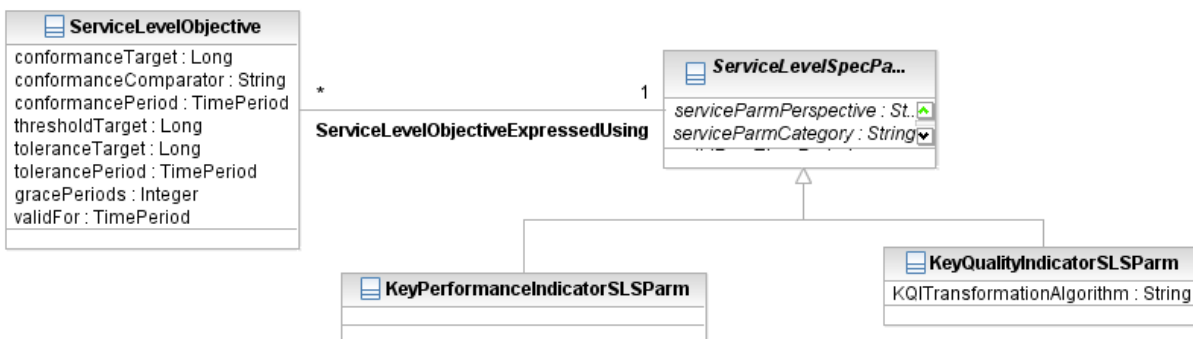 ServiceLevelObjective
conformanceTarget : Long
conformanceComparator : String
conformancePeriod : TimePeriod
thresholdTarget : Long
toleranceTarget : Long
tolerancePeriod : TimePeriod
gracePeriods : Integer
validFor : TimePeriod
*
1
ServiceLevelObjectiveExpressedUsing
ServiceLevelSpecPa...
serviceParmPerspective : St..
serviceParmCategory : String
KeyPerformanceIndicatorSLSParm
KeyQualityIndicatorSLSParm
KQITransformationAlgorithm : String